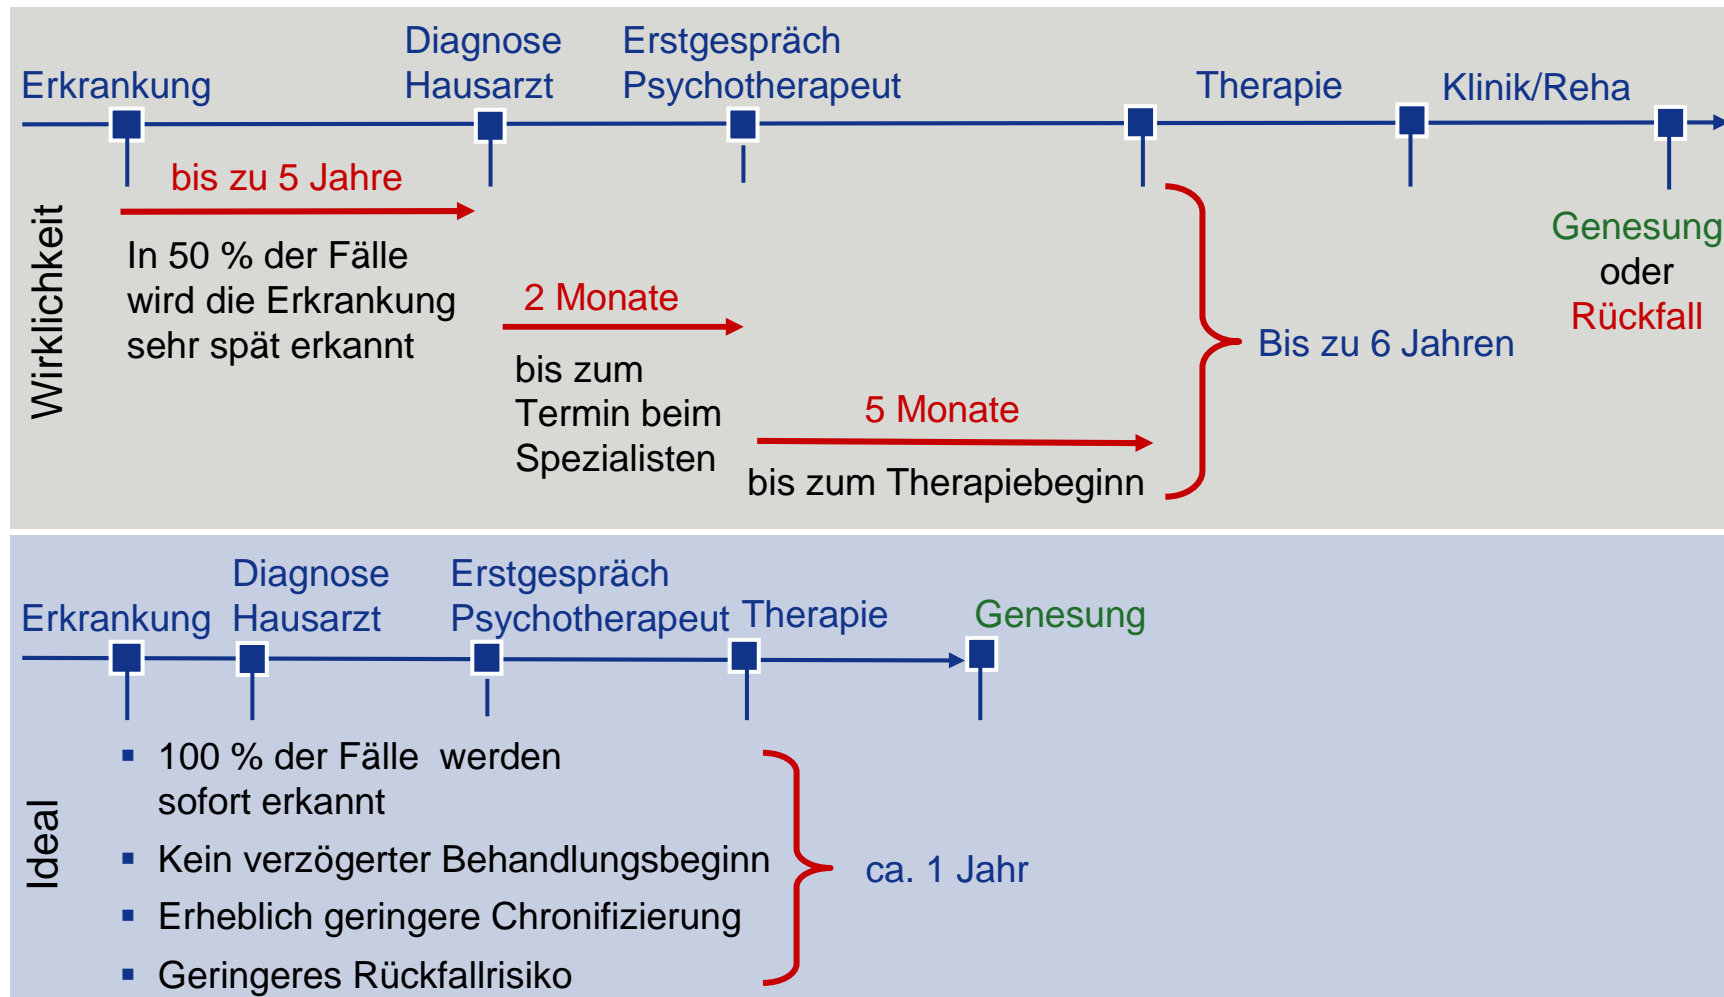 Erkrankung
Diagnose
Hausarzt
Erstgespräch
Psychotherapeut
Therapie
Klinik/Reha
Wirklichkeit
bis zu 5 Jahre
In 50 % der Fälle
wird die Erkrankung
sehr spät erkannt
2 Monate
bis zum
Termin beim
Spezialisten
5 Monate
bis zum Therapiebeginn
Bis zu 6 Jahren
Genesung
oder
Rückfall
Erkrankung
Diagnose
Hausarzt
Erstgespräch
Psychotherapeut
Therapie
Genesung
Ideal
▪ 100 % der Fälle werden
sofort erkannt
▪ Kein verzögerter Behandlungsbeginn
▪ Erheblich geringere Chronifizierung
▪ Geringeres Rückfallrisiko
ca. 1 Jahr